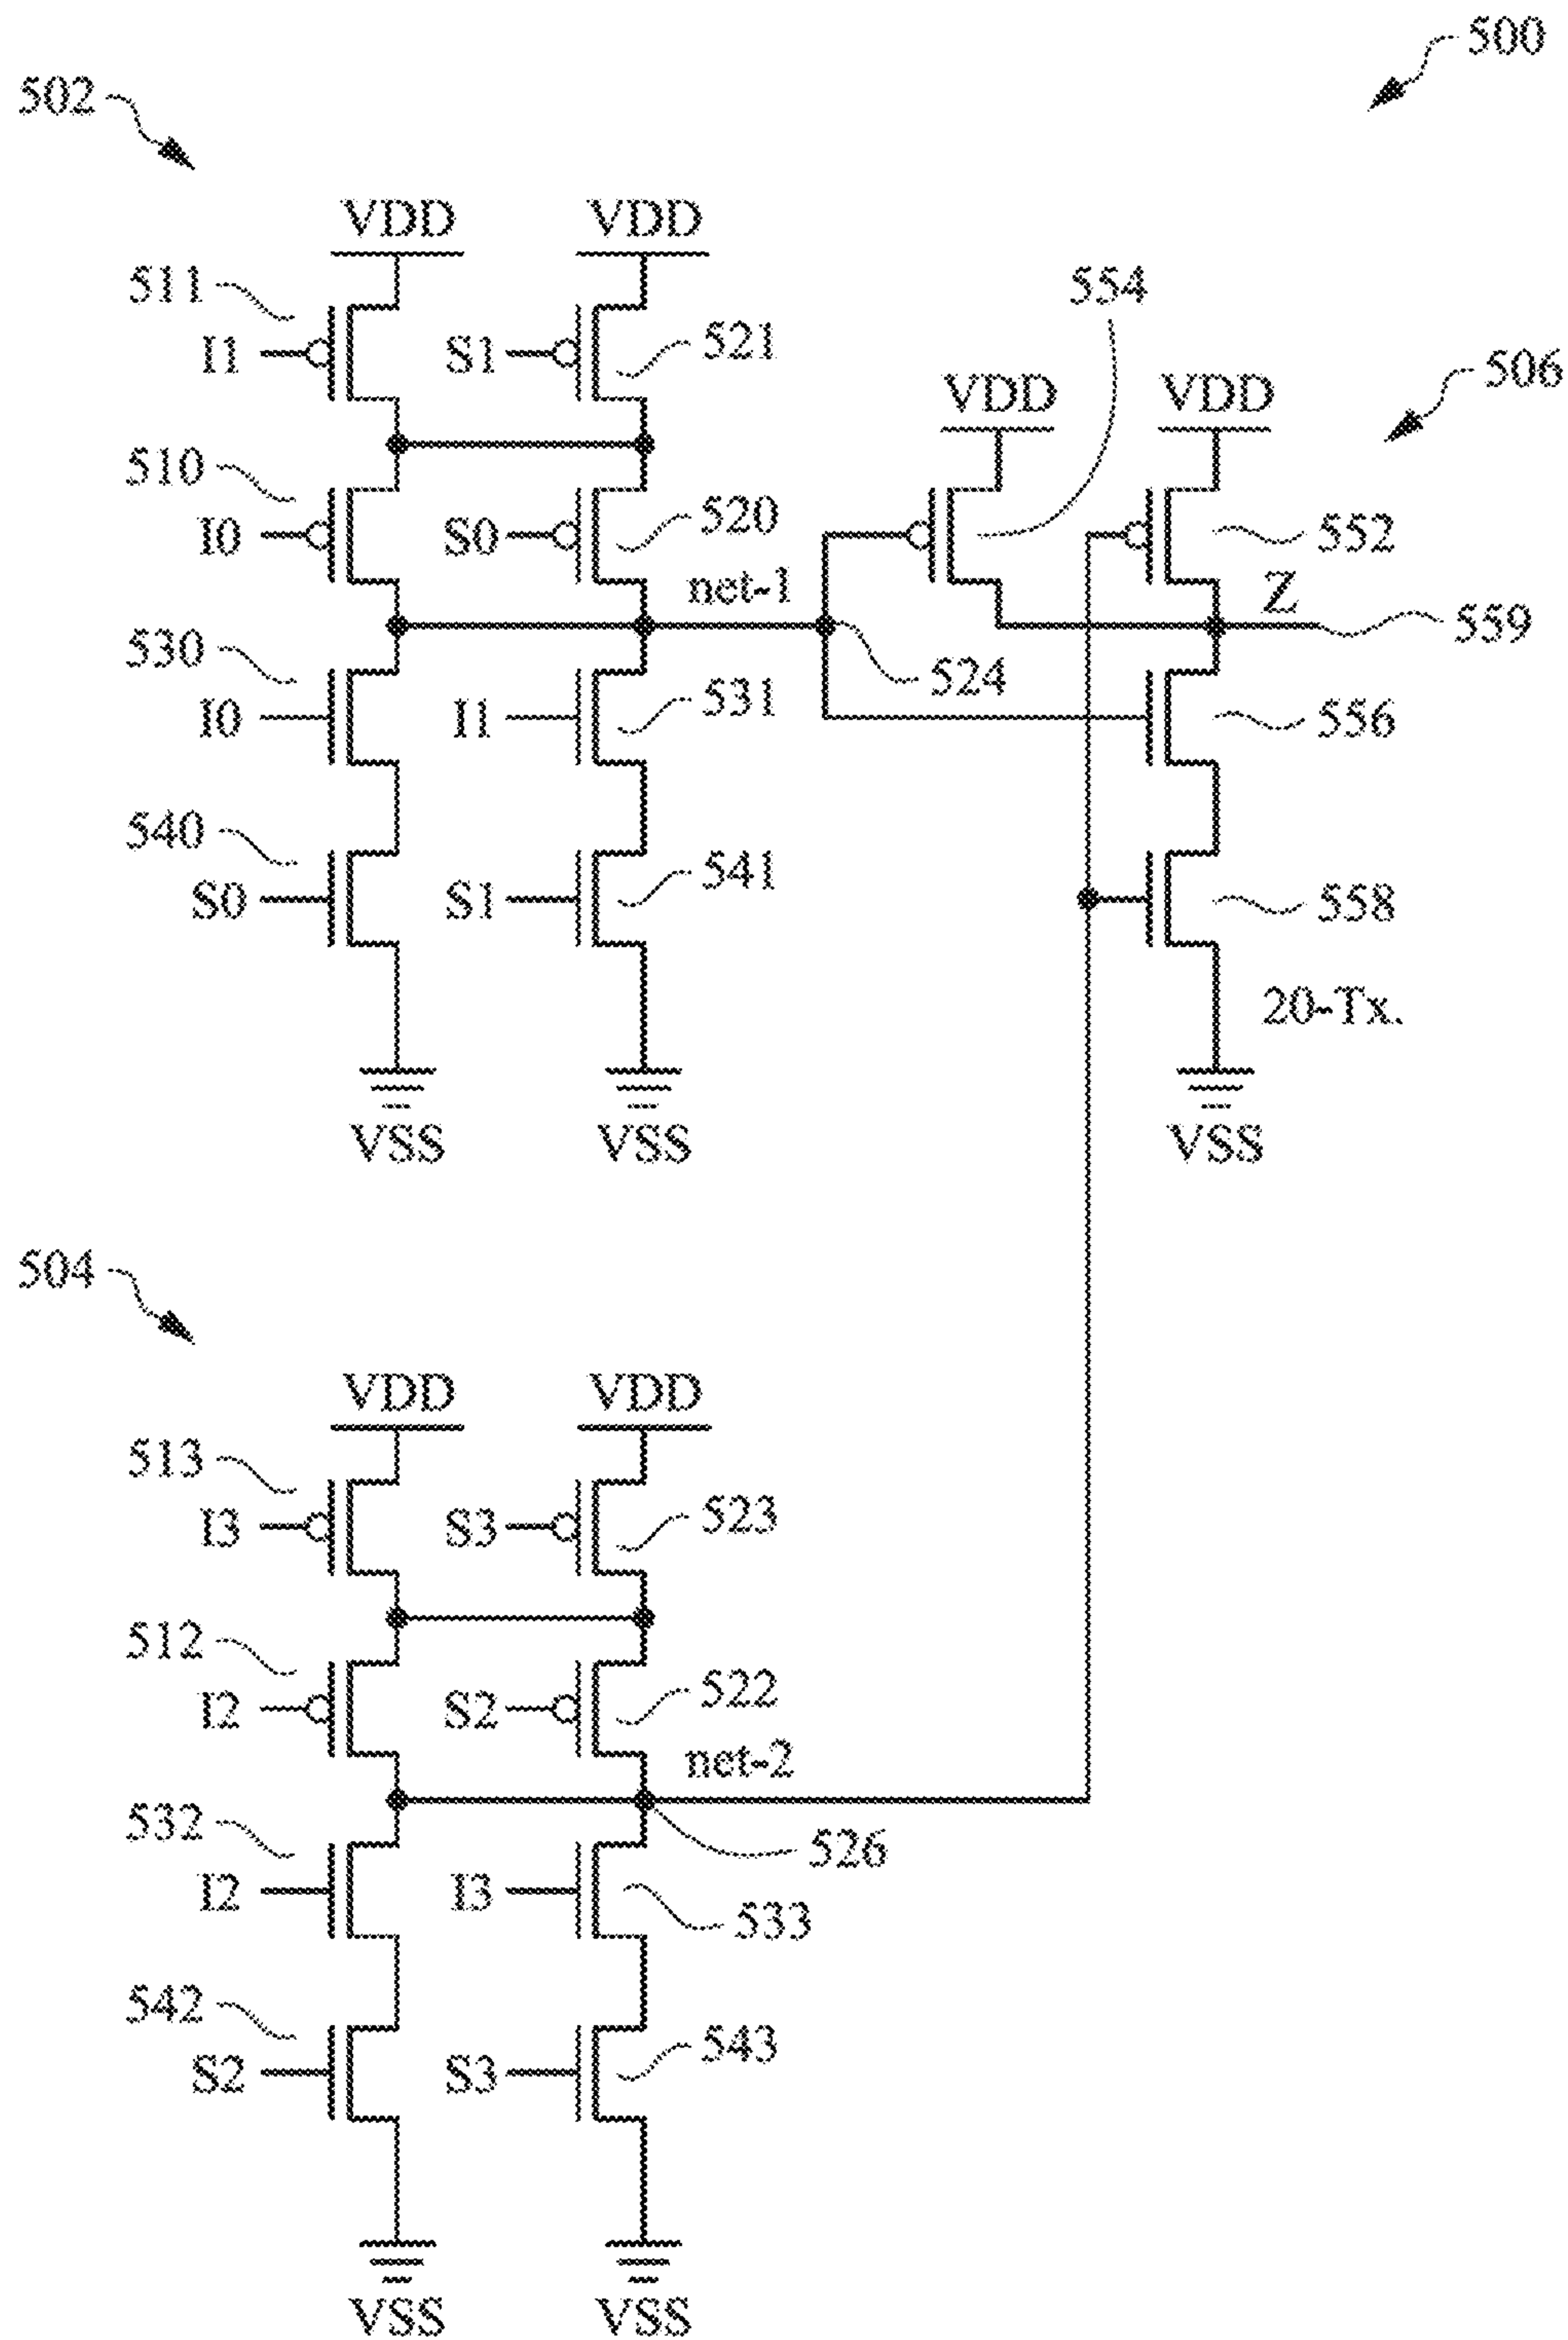 500
502
VDD VDD
511
554
I1 S1 521
506
VDD VDD
510
520
I0 S0 552
net-1 Z
559
530 524
I0 I1 531 556
540
541
S0 S1 558
20-Tx.
VSS VSS VSS
504
VDD VDD
513
523
I3 S3
512
522
I2 S2
net-2
532
526
I2 I3
533
542
543
S2 S3
VSS VSS